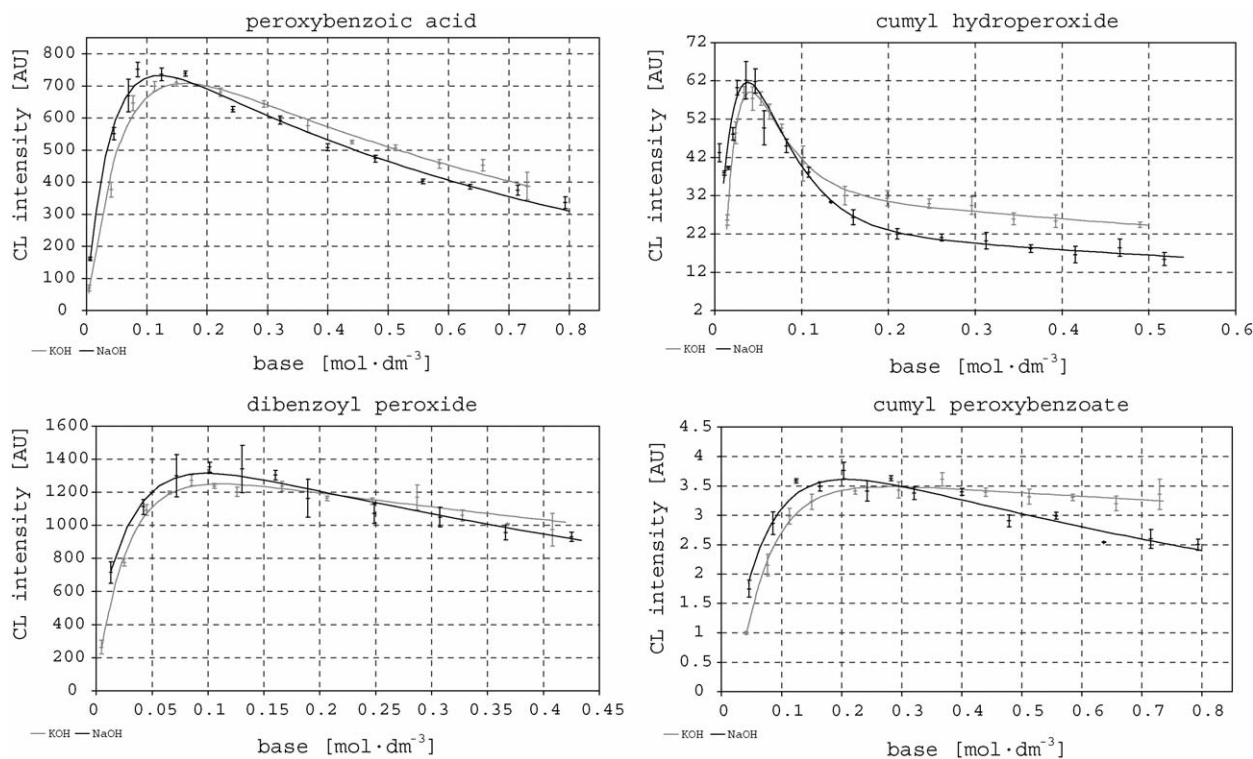 peroxybenzoic acid
CL intensity [AU]
800
700
600
500
400
300
200
100
0
0 0.1 0.2 0.3 0.4 0.5 0.6 0.7 0.8
KOH NaOH
base [mol·dm-3]
cumyl hydroperoxide
CL intensity [AU]
72
62
52
42
32
22
12
2
0 0.1 0.2 0.3 0.4 0.5 0.6
KOH NaOH
base [mol·dm-3]
dibenzoyl peroxide
CL intensity [AU]
1600
1400
1200
1000
800
600
400
200
0
0 0.05 0.1 0.15 0.2 0.25 0.3 0.35 0.4 0.45
KOH NaOH
base [mol·dm-3]
cumyl peroxybenzoate
CL intensity [AU]
4.5
4
3.5
3
2.5
2
1.5
1
0.5
0
0 0.1 0.2 0.3 0.4 0.5 0.6 0.7 0.8
KOH NaOH
base [mol·dm-3]